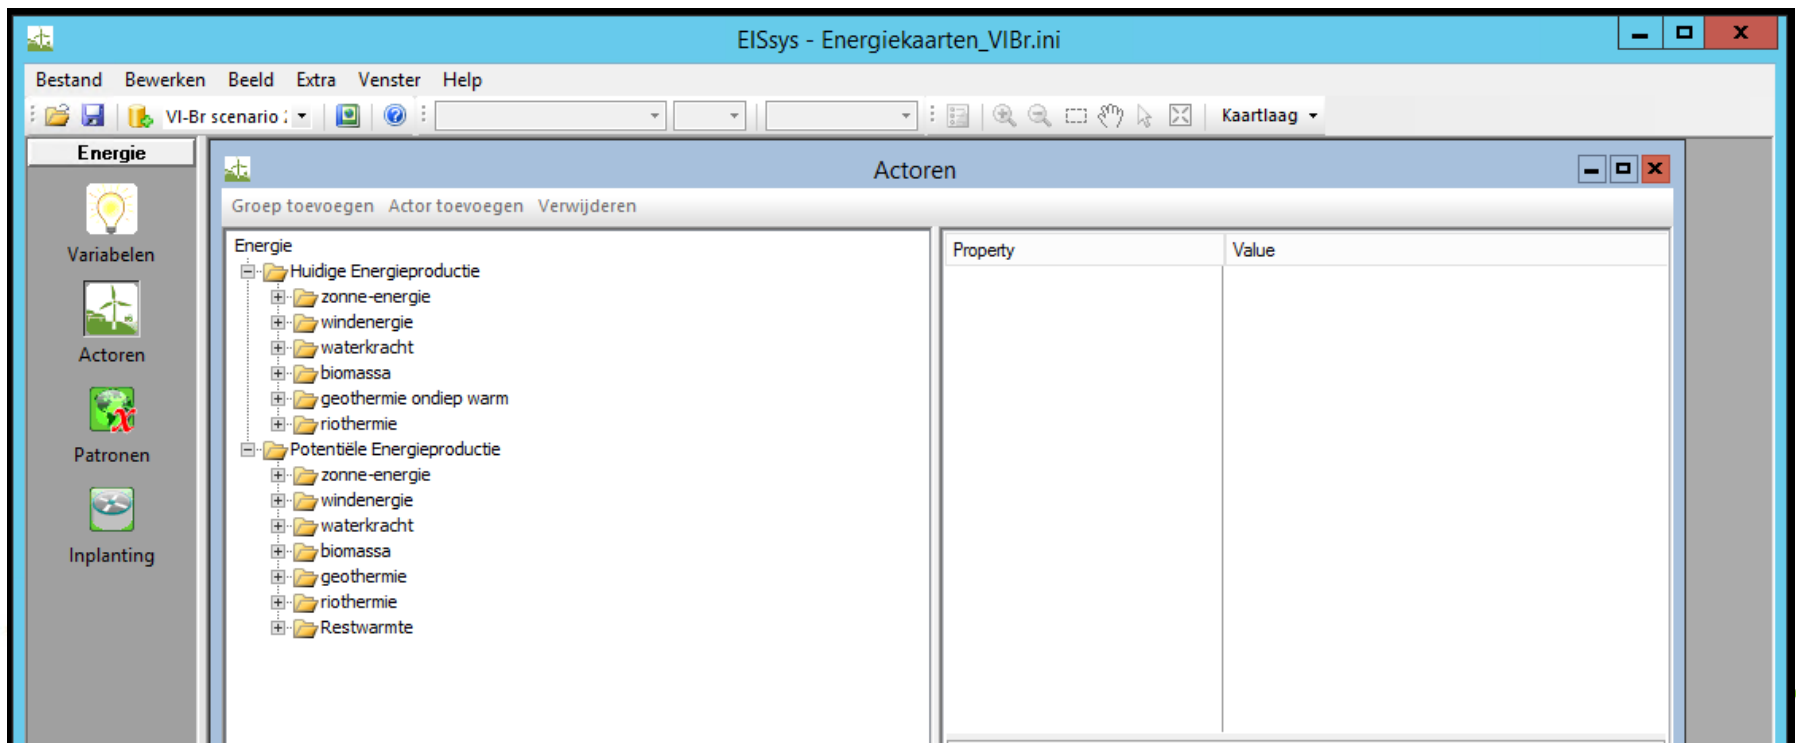 EISsys - Energiekaarten_VIBr.ini
Bestand Bewerken Beeld Extra Venster Help
VI-Br scenario Kaartlaag
Energie
Actoren
Groep toevoegen Actor toevoegen Verwijderen
Variabelen
Actoren
Patronen
Inplanting
Energie
Huidige Energieproductie
zonne-energie
windenergie
waterkracht
biomassa
geothermie ondiep warm
riothermie
Potentiële Energieproductie
zonne-energie
windenergie
waterkracht
biomassa
geothermie
riothermie
Restwarmte
Property Value